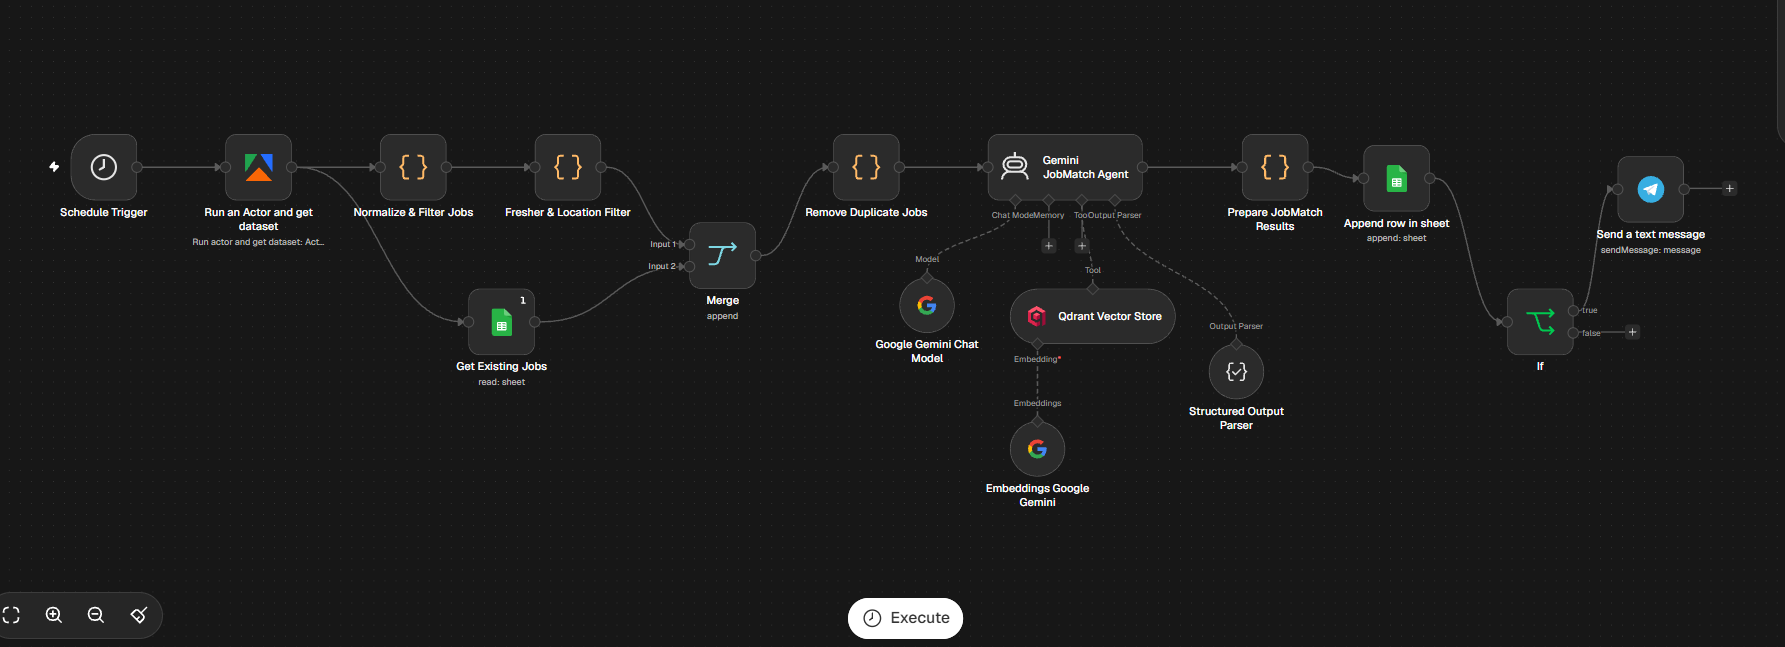 Schedule Trigger
Run an Actor and get
dataset
Run actor and get dataset: Act...
Normalize & Filter Jobs
Fresher & Location Filter
1
Get Existing Jobs
read: sheet
Input 1
Input 2
Merge
append
Remove Duplicate Jobs
Gemini
JobMatch Agent
Chat Model
Memory
Tool
Output Parser
Model
Google Gemini Chat
Model
Tool
Qdrant Vector Store
Embedding*
Embeddings
Embeddings Google
Gemini
Output Parser
Structured Output
Parser
Prepare JobMatch
Results
Append row in sheet
append: sheet
If
true
false
Send a text message
sendMessage: message
Execute